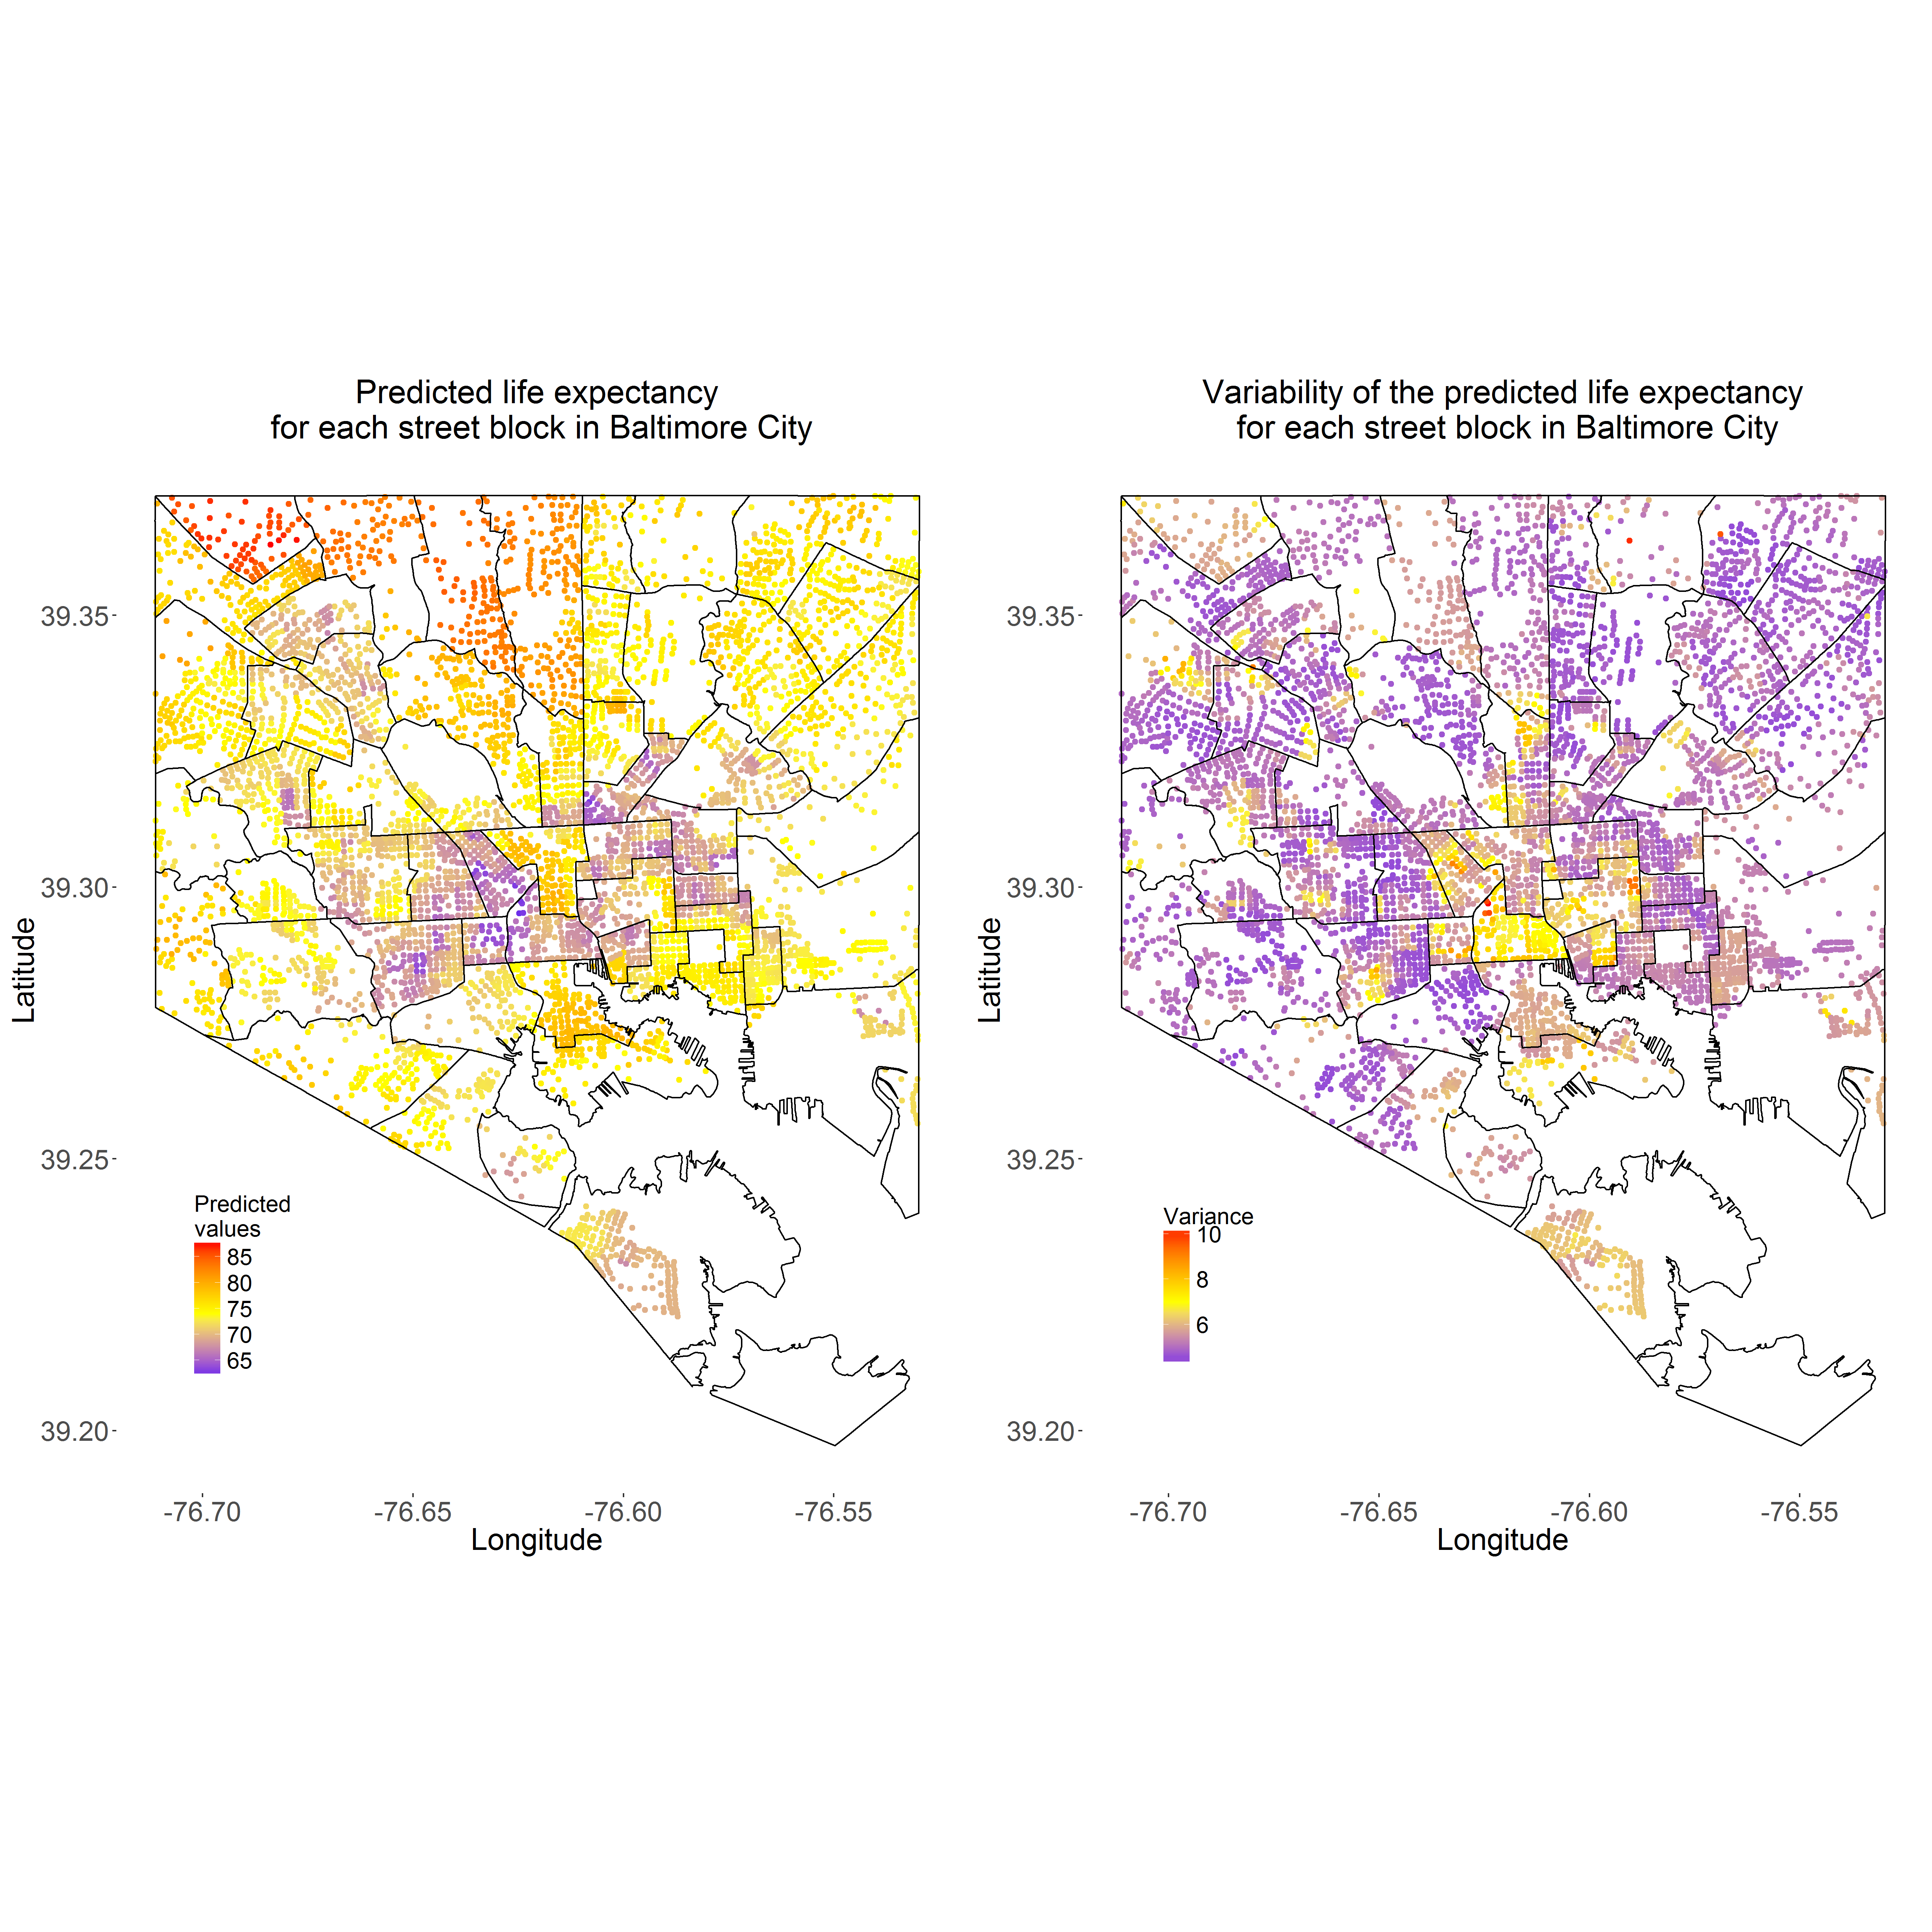 Predicted life expectancy
for each street block in Baltimore City
Latitude
39.35
39.30
39.25
39.20
Predicted
values
85
80
75
70
65
-76.70
-76.65
-76.60
-76.55
Longitude
Variability of the predicted life expectancy
for each street block in Baltimore City
Latitude
39.35
39.30
39.25
39.20
Variance
10
8
6
-76.70
-76.65
-76.60
-76.55
Longitude